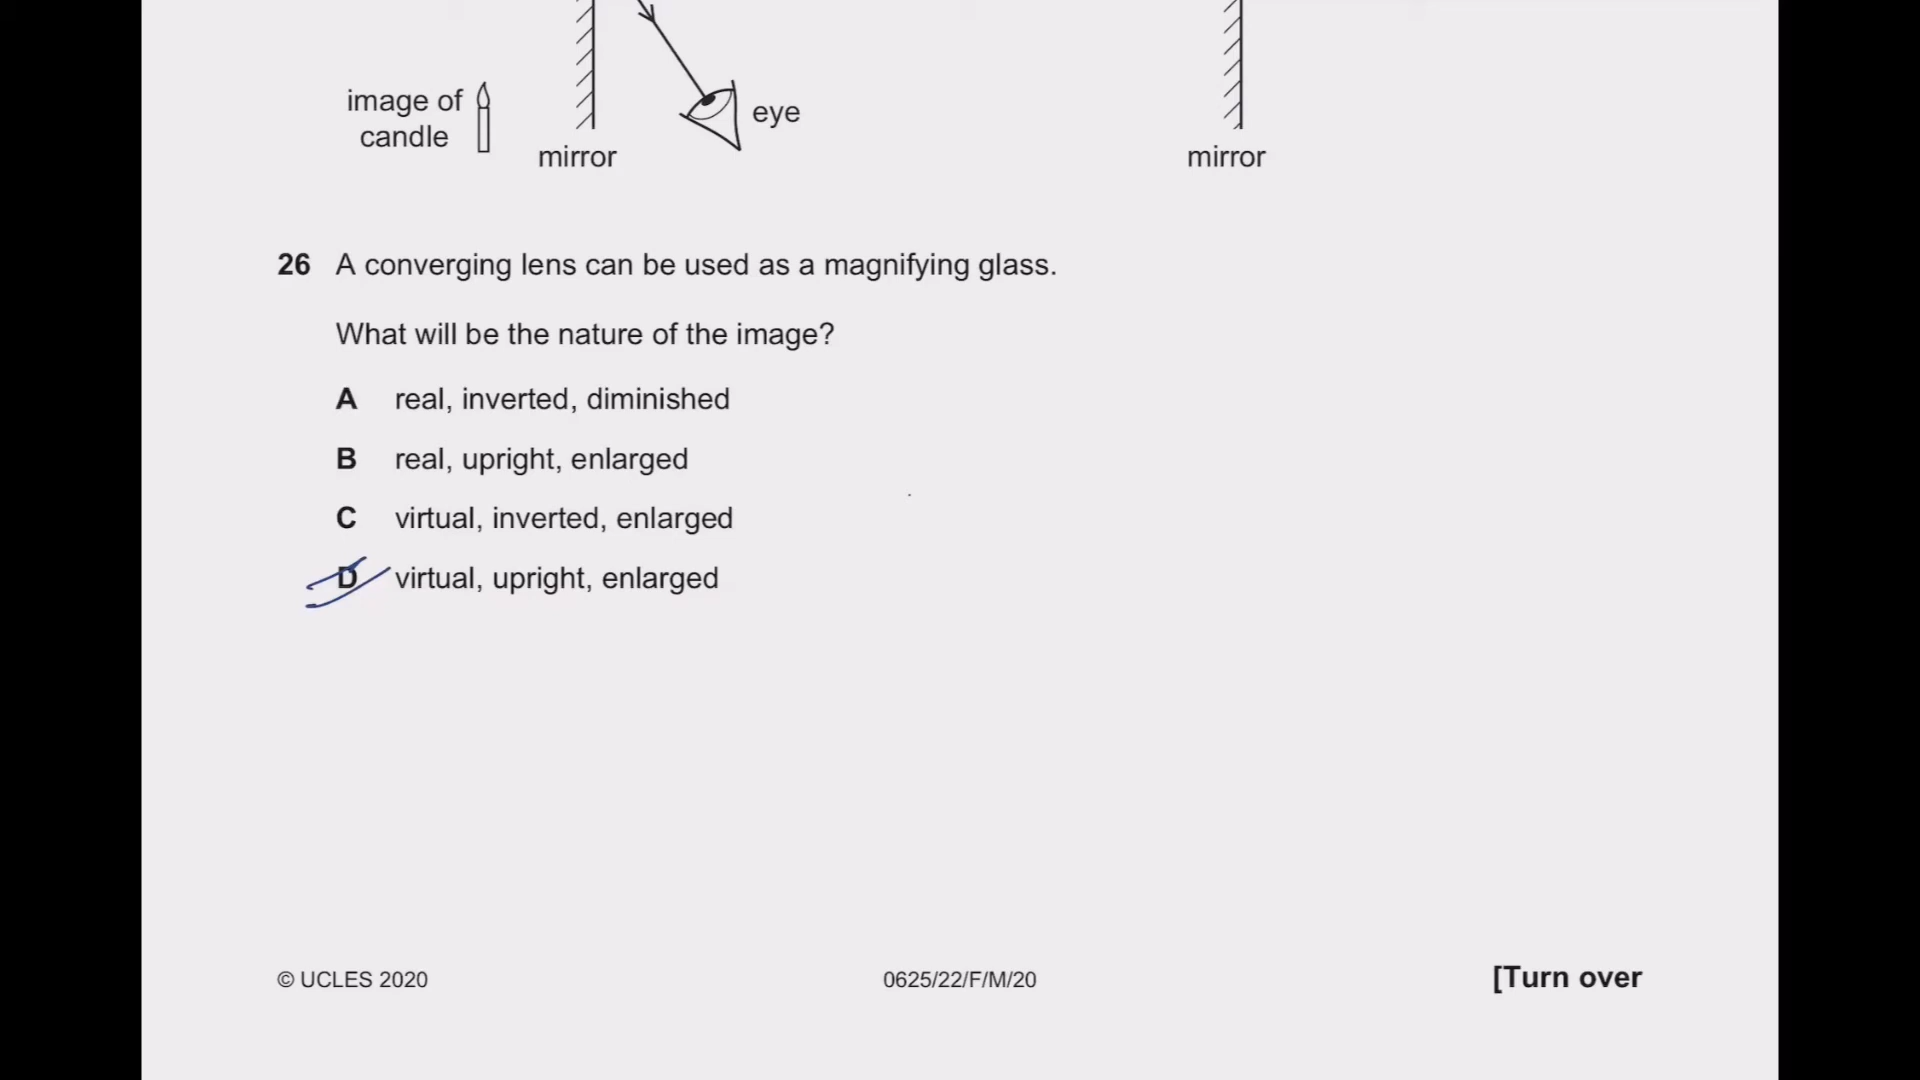 image of
candle
eye
mirror
mirror
26 A converging lens can be used as a magnifying glass.
What will be the nature of the image?
A real, inverted, diminished
B real, upright, enlarged
C virtual, inverted, enlarged
D virtual, upright, enlarged
© UCLES 2020
0625/22/F/M/20
[Turn over